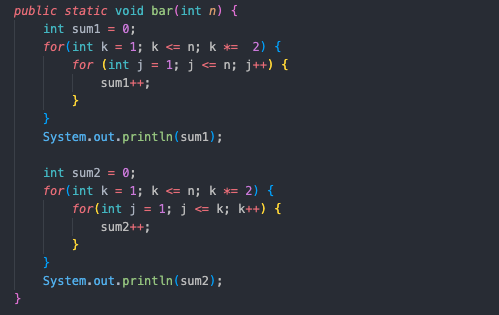 public static void bar(int n) {
    int sum1 = 0;
    for(int k = 1; k <= n; k *=  2) {
        for (int j = 1; j <= n; j++) {
            sum1++;
        }
    }
    System.out.println(sum1);

    int sum2 = 0;
    for(int k = 1; k <= n; k *= 2) {
        for(int j = 1; j <= k; k++) {
            sum2++;
        }
    }
    System.out.println(sum2);
}